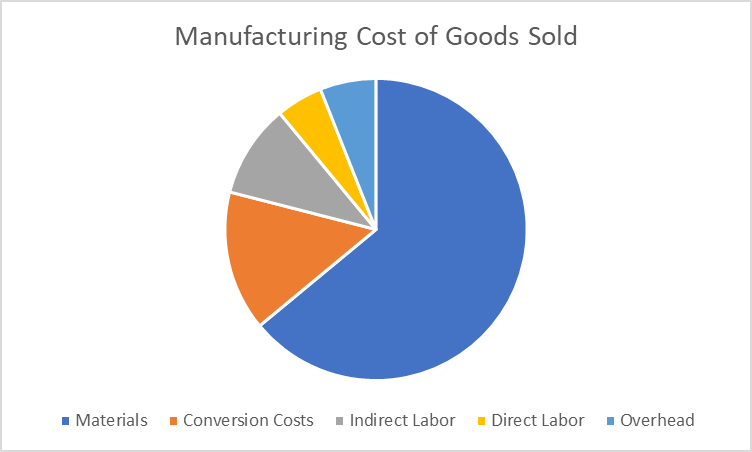 Manufacturing Cost of Goods Sold
Materials Conversion Costs Indirect Labor Direct Labor Overhead